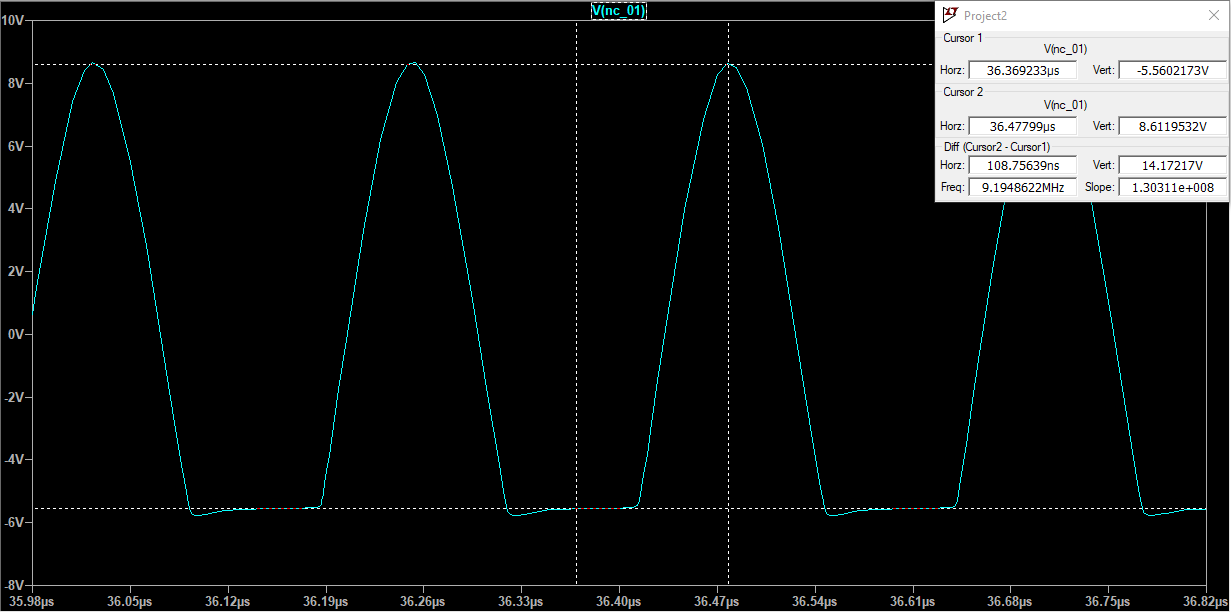 V(nc_01)
10V
8V
6V
4V
2V
0V
-2V
-4V
-6V
-8V
35.98µs 36.05µs 36.12µs 36.19µs 36.26µs 36.33µs 36.40µs 36.47µs 36.54µs 36.61µs 36.68µs 36.75µs 36.82µs
Project2
Cursor 1
V(nc_01)
Horz: 36.369233µs Vert: -5.5602173V
Cursor 2
V(nc_01)
Horz: 36.47799µs Vert: 8.6119532V
Diff (Cursor2 - Cursor1)
Horz: 108.75639ns Vert: 14.17217V
Freq: 9.1948622MHz Slope: 1.30311e+008